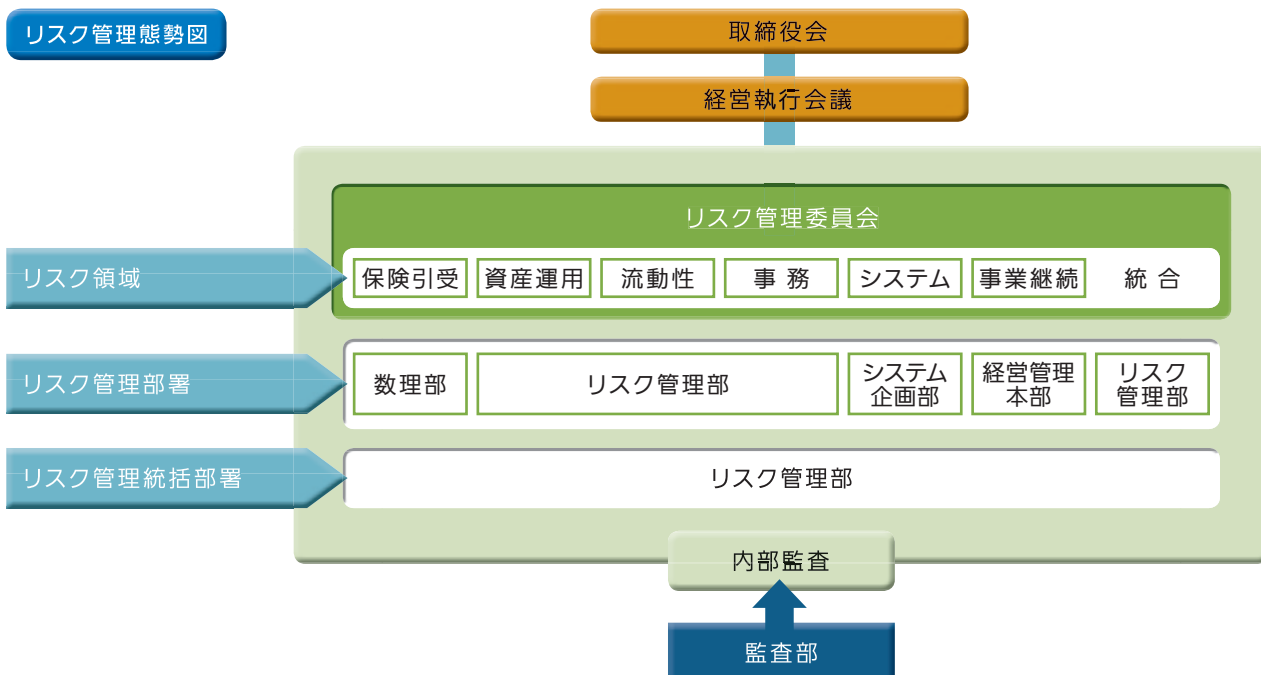 リスク管理態勢図
取締役会
経営執行会議
リスク管理委員会
リスク領域
保険引受
資産運用
流動性
事 務
システム
事業継続
統 合
リスク管理部署
数理部
リスク管理部
システム
企画部
経営管理
本部
リスク
管理部
リスク管理統括部署
リスク管理部
内部監査
監査部